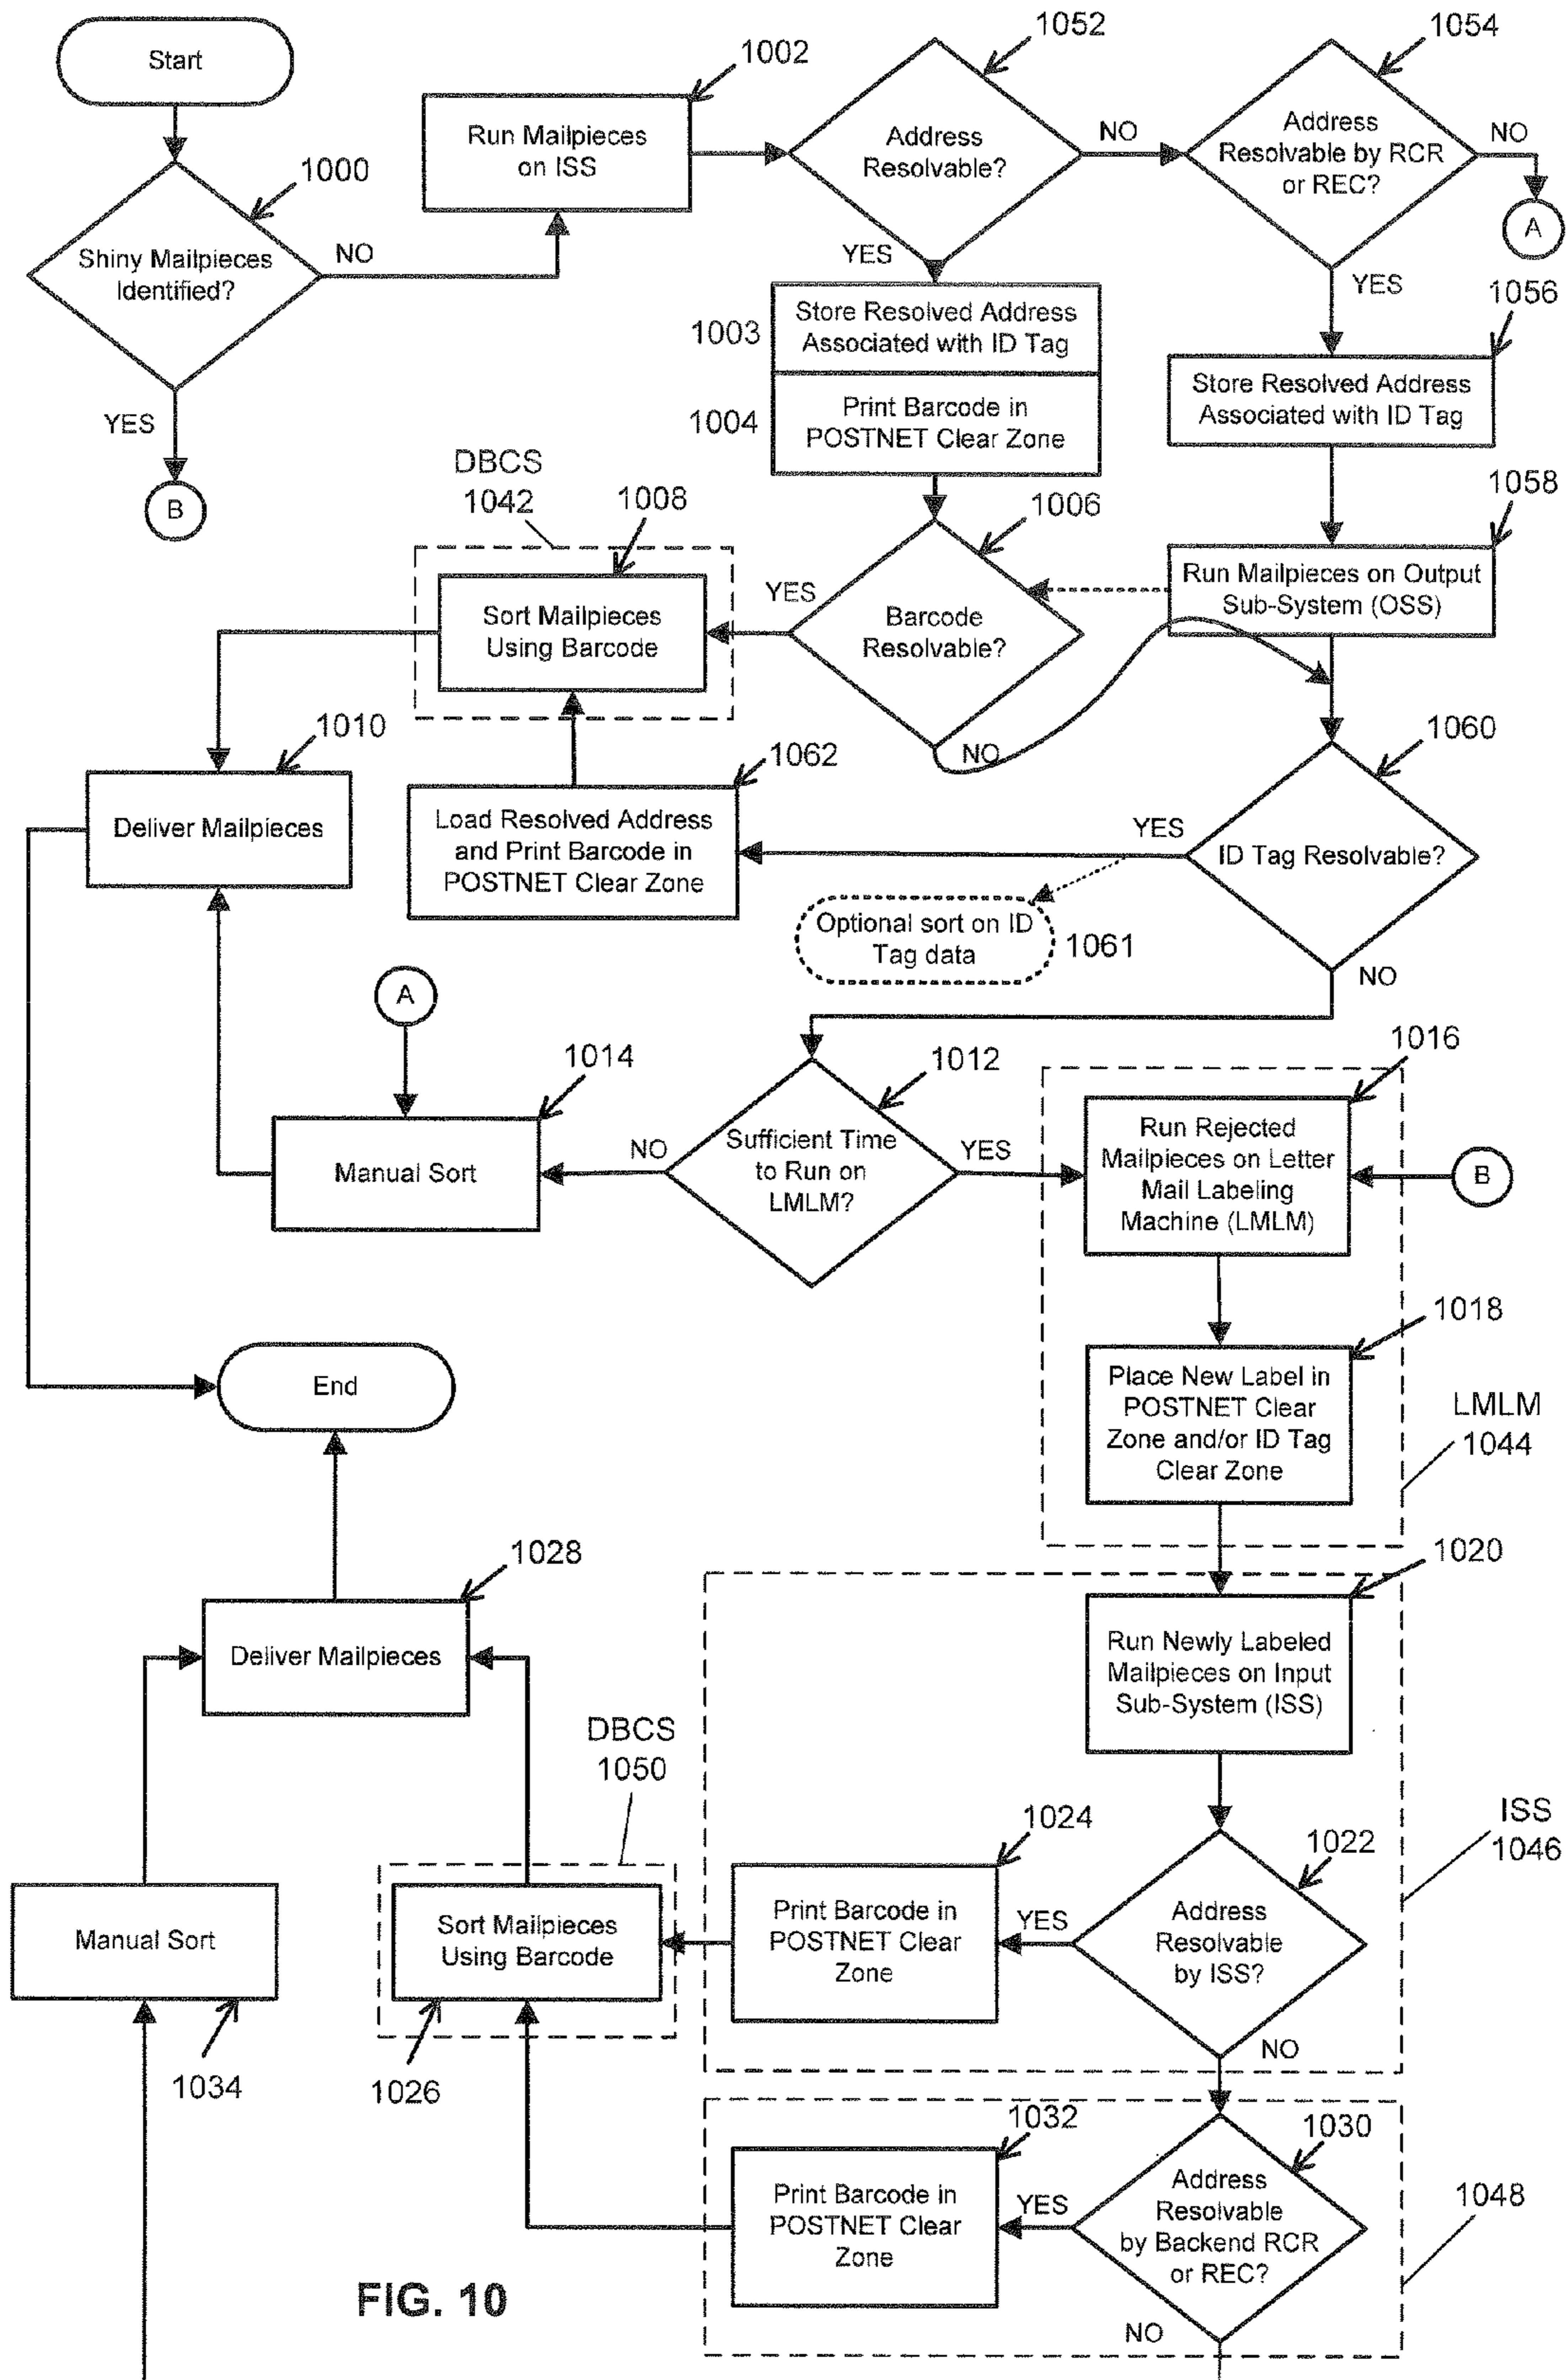 Start
1000
Shiny Mailpieces
Identified?
NO
YES
B
1002
Run Mailpieces
on ISS
1052
Address
Resolvable?
NO
YES
1054
Address
Resolvable by RCR
or REC?
NO
A
YES
1003
Store Resolved Address
Associated with ID Tag
1004
Print Barcode in
POSTNET Clear Zone
1056
Store Resolved Address
Associated with ID Tag
1058
Run Mailpieces on Output
Sub-System (OSS)
DBCS
1042
1008
Sort Mailpieces
Using Barcode
YES
1006
Barcode
Resolvable?
NO
1010
Deliver Mailpieces
1062
Load Resolved Address
and Print Barcode in
POSTNET Clear Zone
YES
1060
ID Tag Resolvable?
NO
Optional sort on ID
Tag data
1061
A
1014
Manual Sort
NO
1012
Sufficient Time
to Run on
LMLM?
YES
1016
Run Rejected
Mailpieces on Letter
Mail Labeling
Machine (LMLM)
B
1018
Place New Label in
POSTNET Clear
Zone and/or ID Tag
Clear Zone
LMLM
1044
End
1028
Deliver Mailpieces
1020
Run Newly Labeled
Mailpieces on Input
Sub-System (ISS)
DBCS
1050
ISS
1046
1024
Print Barcode in
POSTNET Clear
Zone
YES
1022
Address
Resolvable
by ISS?
NO
Manual Sort
1034
Sort Mailpieces
Using Barcode
1026
1032
Print Barcode in
POSTNET Clear
Zone
YES
1030
Address
Resolvable
by Backend RCR
or REC?
NO
1048
FIG. 10